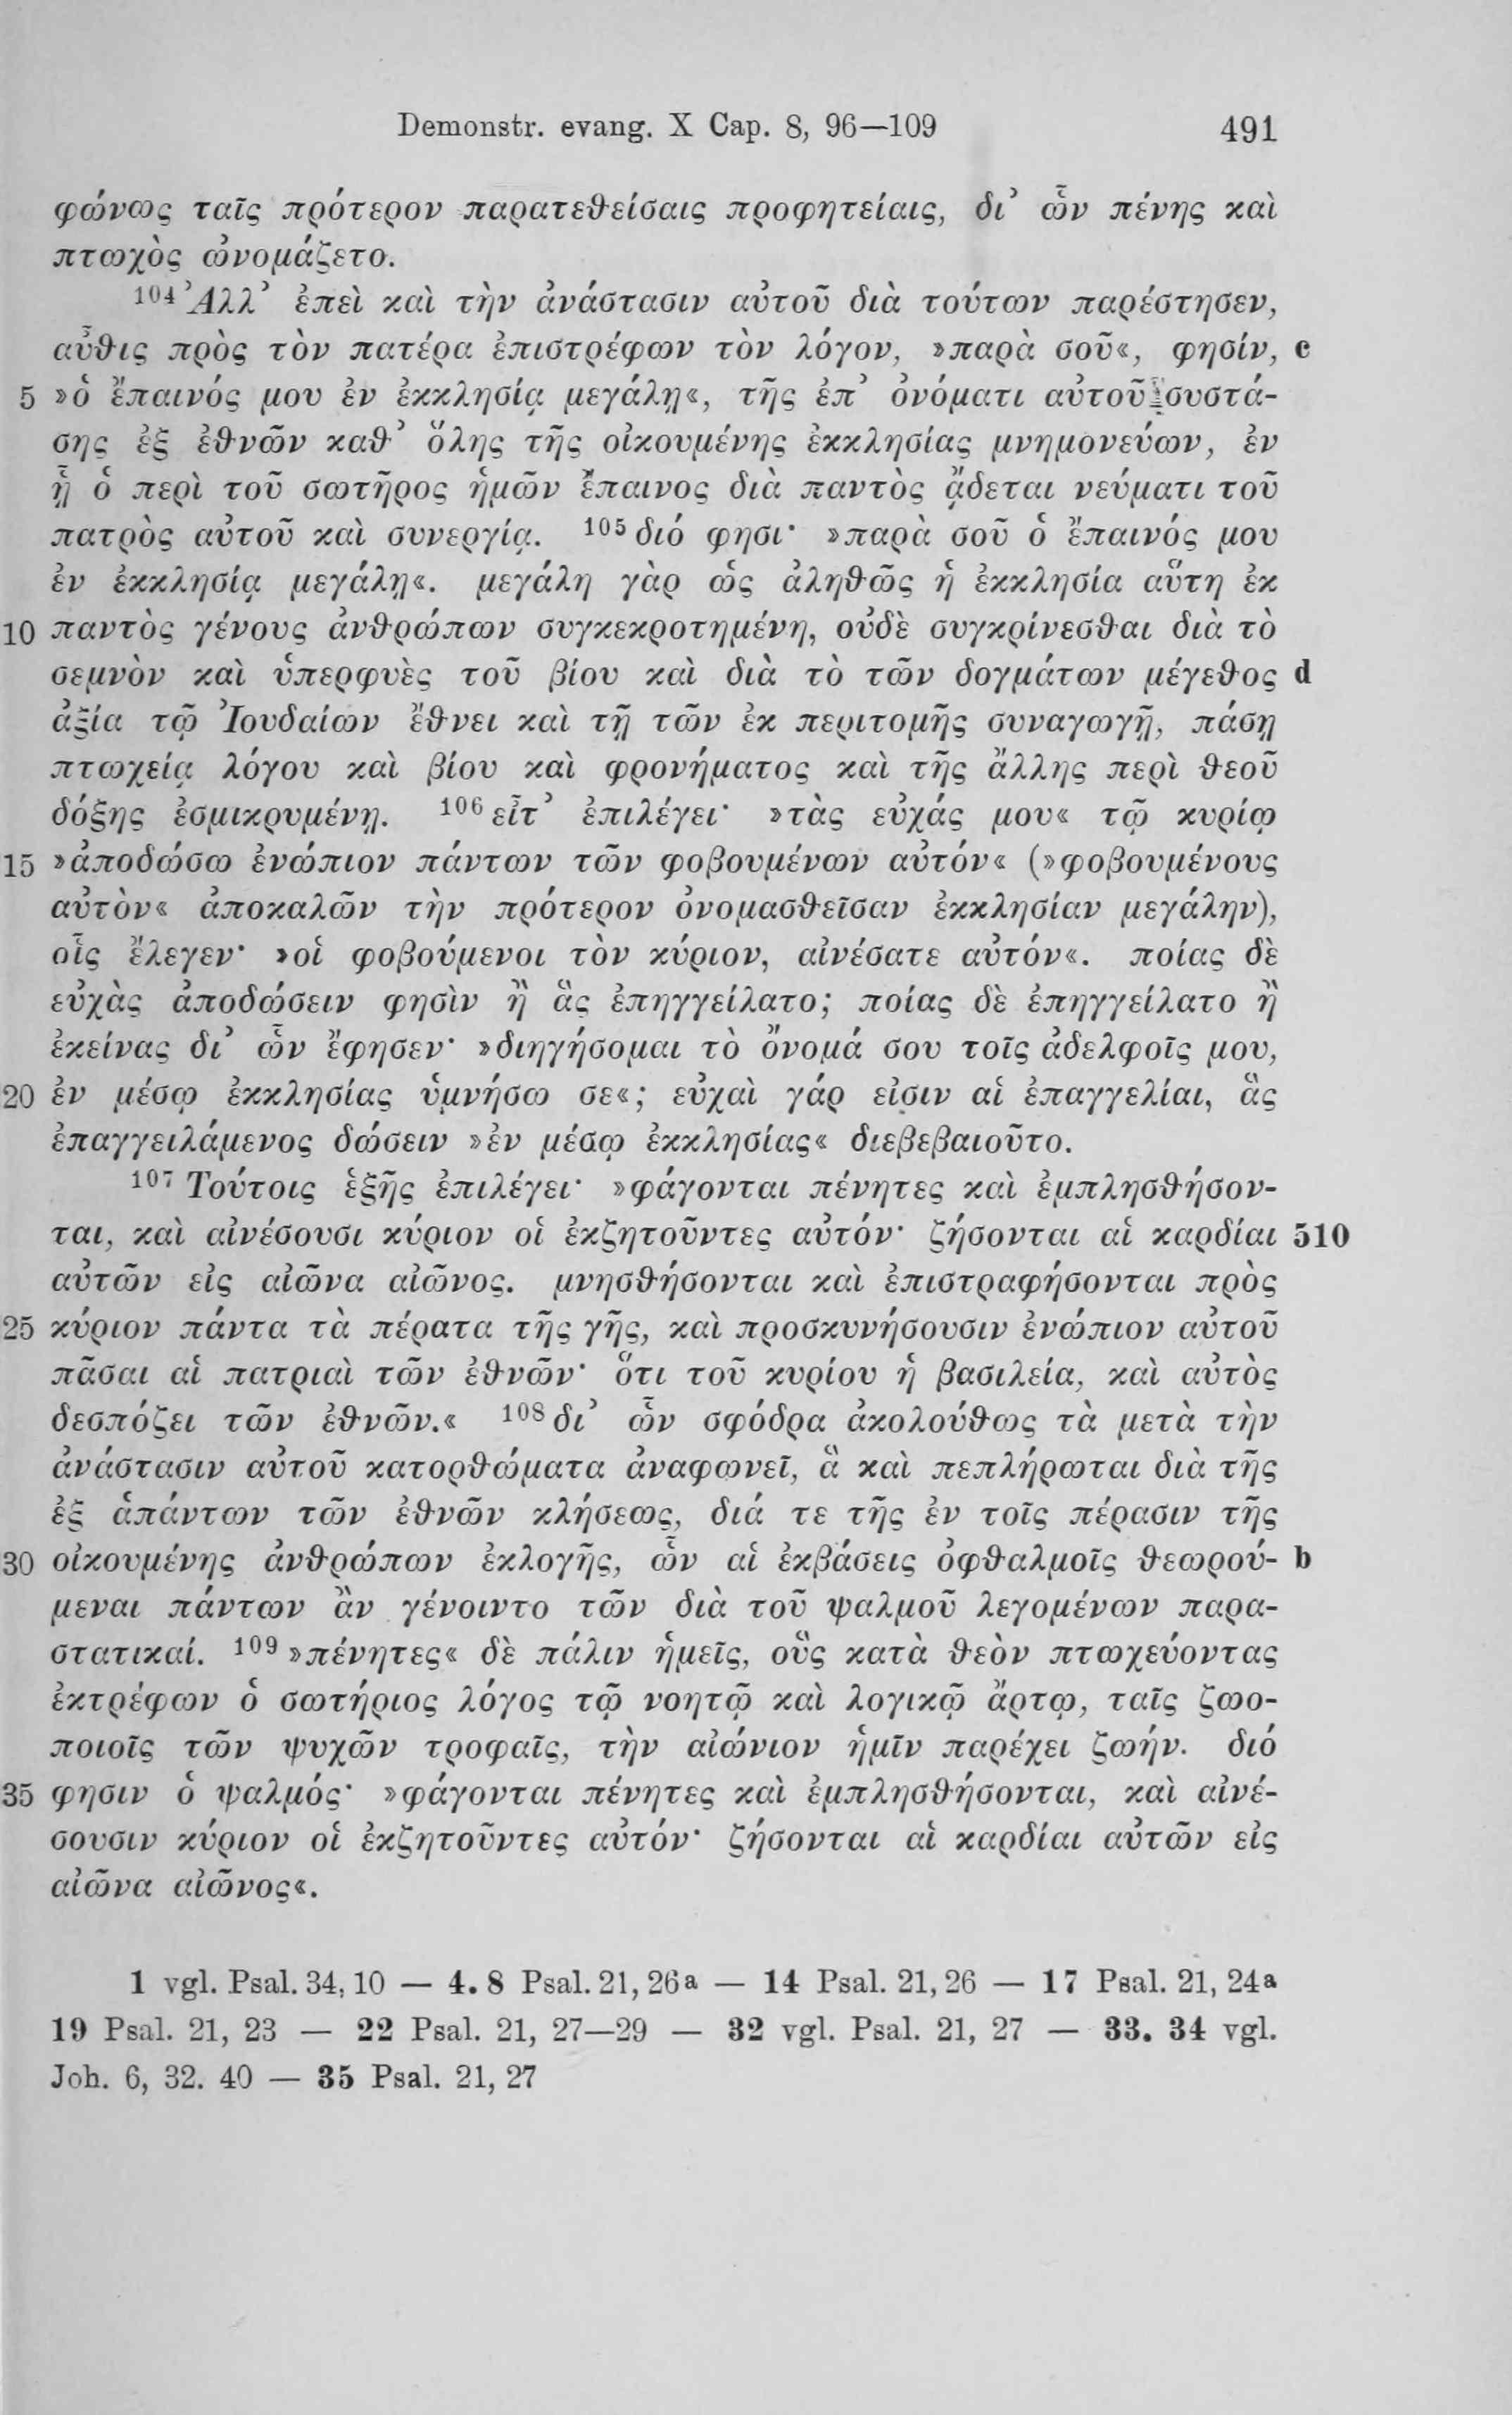 Demonstr. evang. X Cap. 8, 96—109 491
φώνως ταῖς πρότερον παρατεθείσαις προφητείαις, δι’ ὧν πένης καὶ
πτωχὸς ὠνομάζετο.
104 Ἀλλ’ ἐπεὶ καὶ τὴν ἀνάστασιν αὐτοῦ διὰ τούτων παρέστησεν,
αὖθις πρὸς τὸν πατέρα ἐπιστρέφων τὸν λόγον, »παρὰ σοῦ«, φησίν, c
5 »ὁ ἔπαινός μου ἐν ἐκκλησίᾳ μεγάλῃ«, τῆς ἐπ’ ὀνόματι αὐτοῦ συστά-
σης ἐξ ἐθνῶν καθ’ ὅλης τῆς οἰκουμένης ἐκκλησίας μνημονεύων, ἐν
ᾗ ὁ περὶ τοῦ σωτῆρος ἡμῶν ἔπαινος διὰ παντὸς ᾄδεται νεύματι τοῦ
πατρὸς αὐτοῦ καὶ συνεργίᾳ. 105 διό φησι· »παρὰ σοῦ ὁ ἔπαινός μου
ἐν ἐκκλησίᾳ μεγάλῃ«. μεγάλη γὰρ ὡς ἀληθῶς ἡ ἐκκλησία αὕτη ἐκ
10 παντὸς γένους ἀνθρώπων συγκεκροτημένη, οὐδὲ συγκρίνεσθαι διὰ τὸ
σεμνὸν καὶ ὑπερφυὲς τοῦ βίου καὶ διὰ τὸ τῶν δογμάτων μέγεθος d
ἀξία τῷ Ἰουδαίων ἔθνει καὶ τῇ τῶν ἐκ περιτομῆς συναγωγῇ, πάσῃ
πτωχείᾳ λόγου καὶ βίου καὶ φρονήματος καὶ τῆς ἄλλης περὶ θεοῦ
δόξης ἐσμικρυμένῃ. 106 εἶτ’ ἐπιλέγει· »τὰς εὐχάς μου« τῷ κυρίῳ
15 »ἀποδώσω ἐνώπιον πάντων τῶν φοβουμένων αὐτόν« (»φοβουμένους
αὐτὸν« ἀποκαλῶν τὴν πρότερον ὀνομασθεῖσαν ἐκκλησίαν μεγάλην),
οἷς ἔλεγεν· »οἱ φοβούμενοι τὸν κύριον, αἰνέσατε αὐτόν«. ποίας δὲ
εὐχὰς ἀποδώσειν φησὶν ἢ ἃς ἐπηγγείλατο; ποίας δὲ ἐπηγγείλατο ἢ
ἐκείνας δι’ ὧν ἔφησεν· »διηγήσομαι τὸ ὄνομά σου τοῖς ἀδελφοῖς μου,
20 ἐν μέσῳ ἐκκλησίας ὑμνήσω σε«; εὐχαὶ γάρ εἰσιν αἱ ἐπαγγελίαι, ἃς
ἐπαγγειλάμενος δώσειν »ἐν μέσῳ ἐκκλησίας« διεβεβαιοῦτο.
107 Τούτοις ἑξῆς ἐπιλέγει· »φάγονται πένητες καὶ ἐμπλησθήσον-
ται, καὶ αἰνέσουσι κύριον οἱ ἐκζητοῦντες αὐτόν· ζήσονται αἱ καρδίαι 510
αὐτῶν εἰς αἰῶνα αἰῶνος. μνησθήσονται καὶ ἐπιστραφήσονται πρὸς
25 κύριον πάντα τὰ πέρατα τῆς γῆς, καὶ προσκυνήσουσιν ἐνώπιον αὐτοῦ
πᾶσαι αἱ πατριαὶ τῶν ἐθνῶν· ὅτι τοῦ κυρίου ἡ βασιλεία, καὶ αὐτὸς
δεσπόζει τῶν ἐθνῶν.« 108 δι’ ὧν σφόδρα ἀκολούθως τὰ μετὰ τὴν
ἀνάστασιν αὐτοῦ κατορθώματα ἀναφωνεῖ, ἃ καὶ πεπλήρωται διὰ τῆς
ἐξ ἁπάντων τῶν ἐθνῶν κλήσεως, διά τε τῆς ἐν τοῖς πέρασιν τῆς
30 οἰκουμένης ἀνθρώπων ἐκλογῆς, ὧν αἱ ἐκβάσεις ὀφθαλμοῖς θεωρού- b
μεναι πάντων ἂν γένοιντο τῶν διὰ τοῦ ψαλμοῦ λεγομένων παρα-
στατικαί. 109 »πένητες« δὲ πάλιν ἡμεῖς, οὓς κατὰ θεὸν πτωχεύοντας
ἐκτρέφων ὁ σωτήριος λόγος τῷ νοητῷ καὶ λογικῷ ἄρτῳ, ταῖς ζωο-
ποιοῖς τῶν ψυχῶν τροφαῖς, τὴν αἰώνιον ἡμῖν παρέχει ζωήν. διό
35 φησιν ὁ ψαλμός· »φάγονται πένητες καὶ ἐμπλησθήσονται, καὶ αἰνέ-
σουσιν κύριον οἱ ἐκζητοῦντες αὐτόν· ζήσονται αἱ καρδίαι αὐτῶν εἰς
αἰῶνα αἰῶνος«.
1 vgl. Psal. 34, 10 — 4. 8 Psal. 21, 26a — 14 Psal. 21, 26 — 17 Psal. 21, 24a
19 Psal. 21, 23 — 22 Psal. 21, 27—29 — 32 vgl. Psal. 21, 27 — 33. 34 vgl.
Joh. 6, 32. 40 — 35 Psal. 21, 27